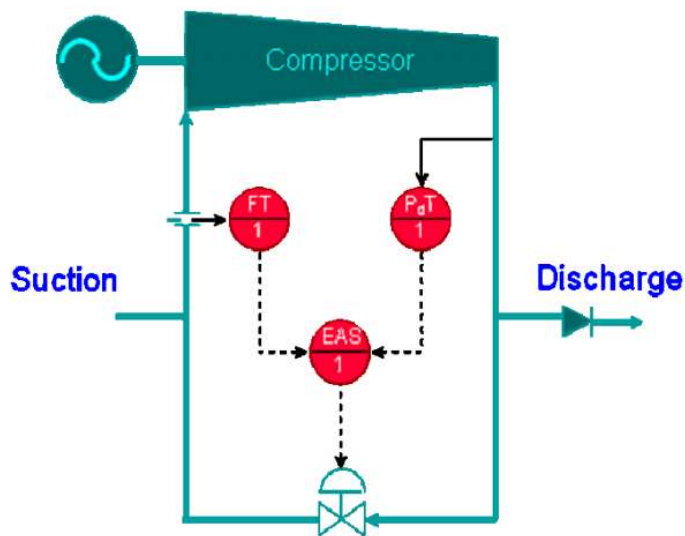 Compressor
FT
1
PdT
1
Suction
Discharge
EAS
1